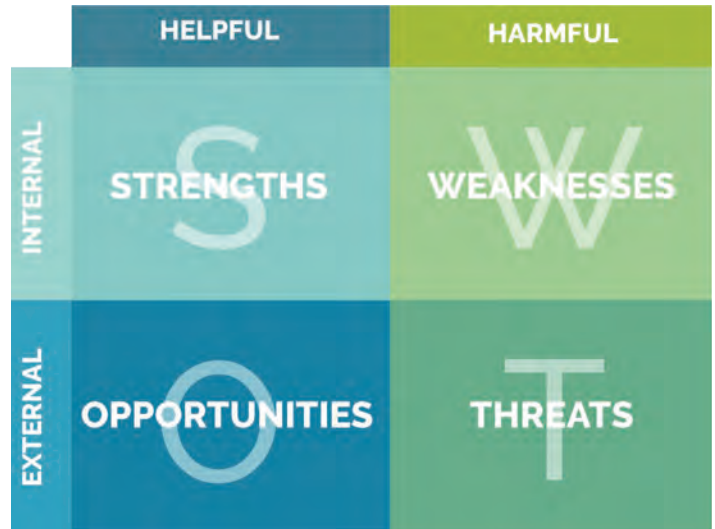 HELPFUL
HARMFUL
INTERNAL
S
STRENGTHS
W
WEAKNESSES
EXTERNAL
O
OPPORTUNITIES
T
THREATS